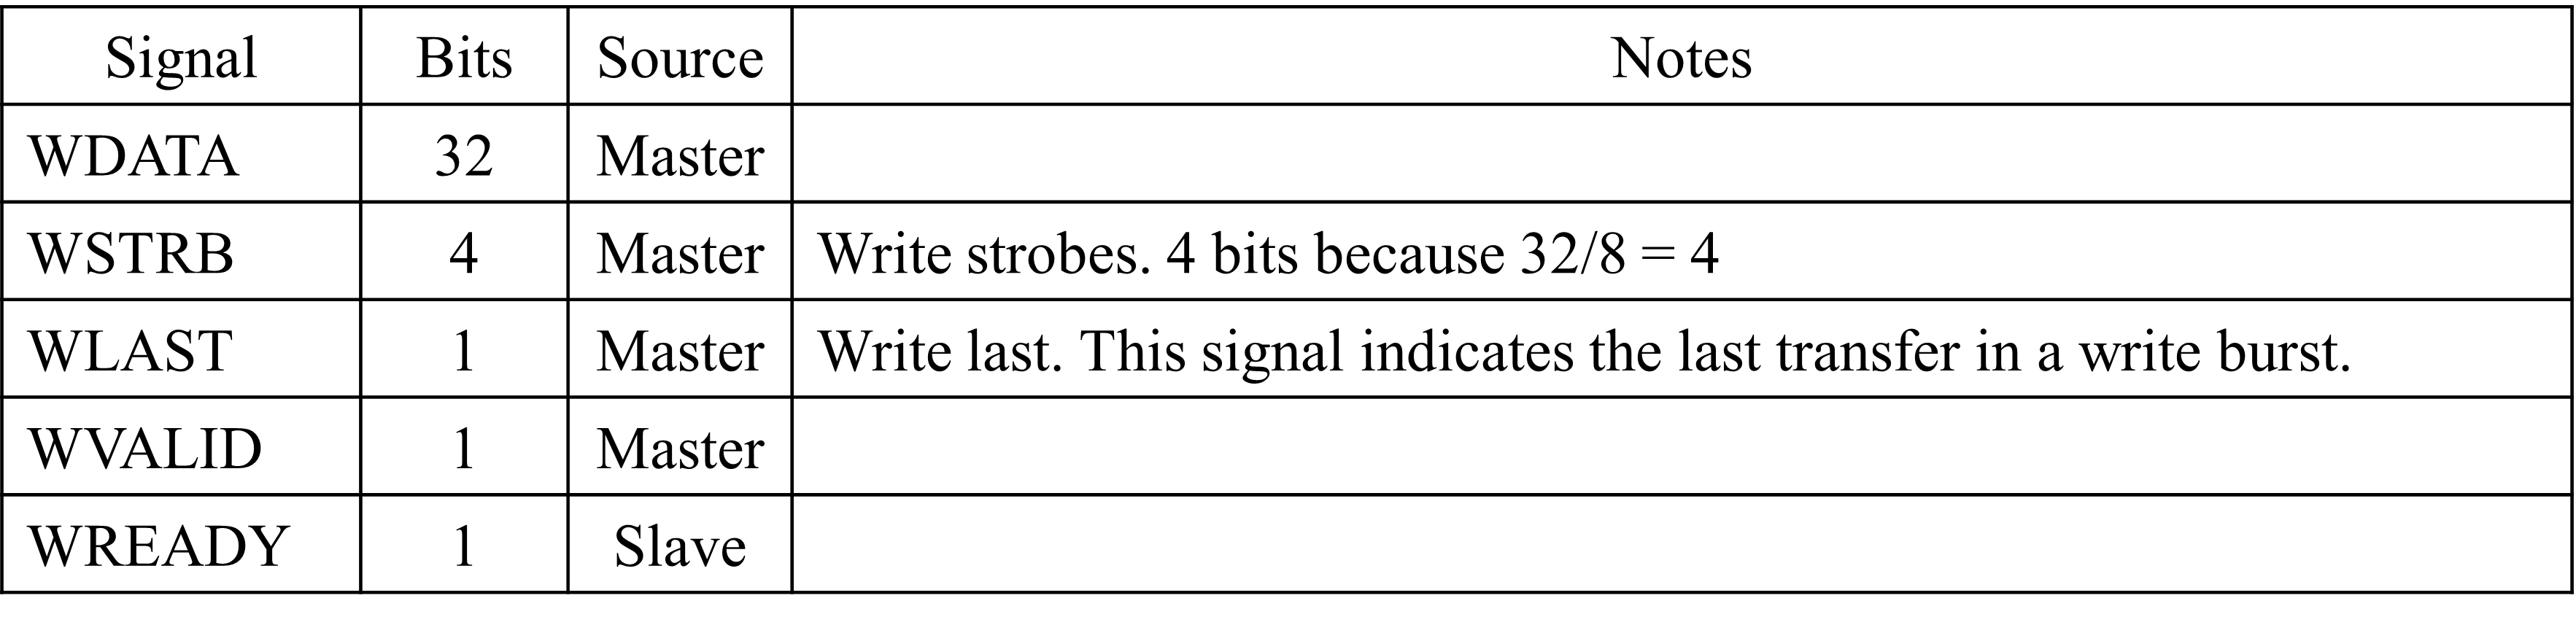 Signal Bits Source Notes
WDATA 32 Master
WSTRB 4 Master Write strobes. 4 bits because 32/8 = 4
WLAST 1 Master Write last. This signal indicates the last transfer in a write burst.
WVALID 1 Master
WREADY 1 Slave